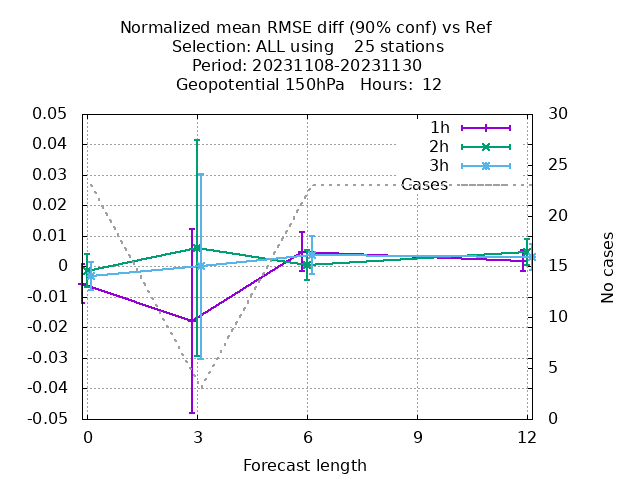 Normalized mean RMSE diff (90% conf) vs Ref
Selection: ALL using    25 stations
Period: 20231108-20231130
Geopotential 150hPa   Hours:  12
0.05
0.04
0.03
0.02
0.01
0
-0.01
-0.02
-0.03
-0.04
-0.05
1h
2h
3h
Cases
30
25
20
15
10
5
0
No cases
0
3
6
9
12
Forecast length